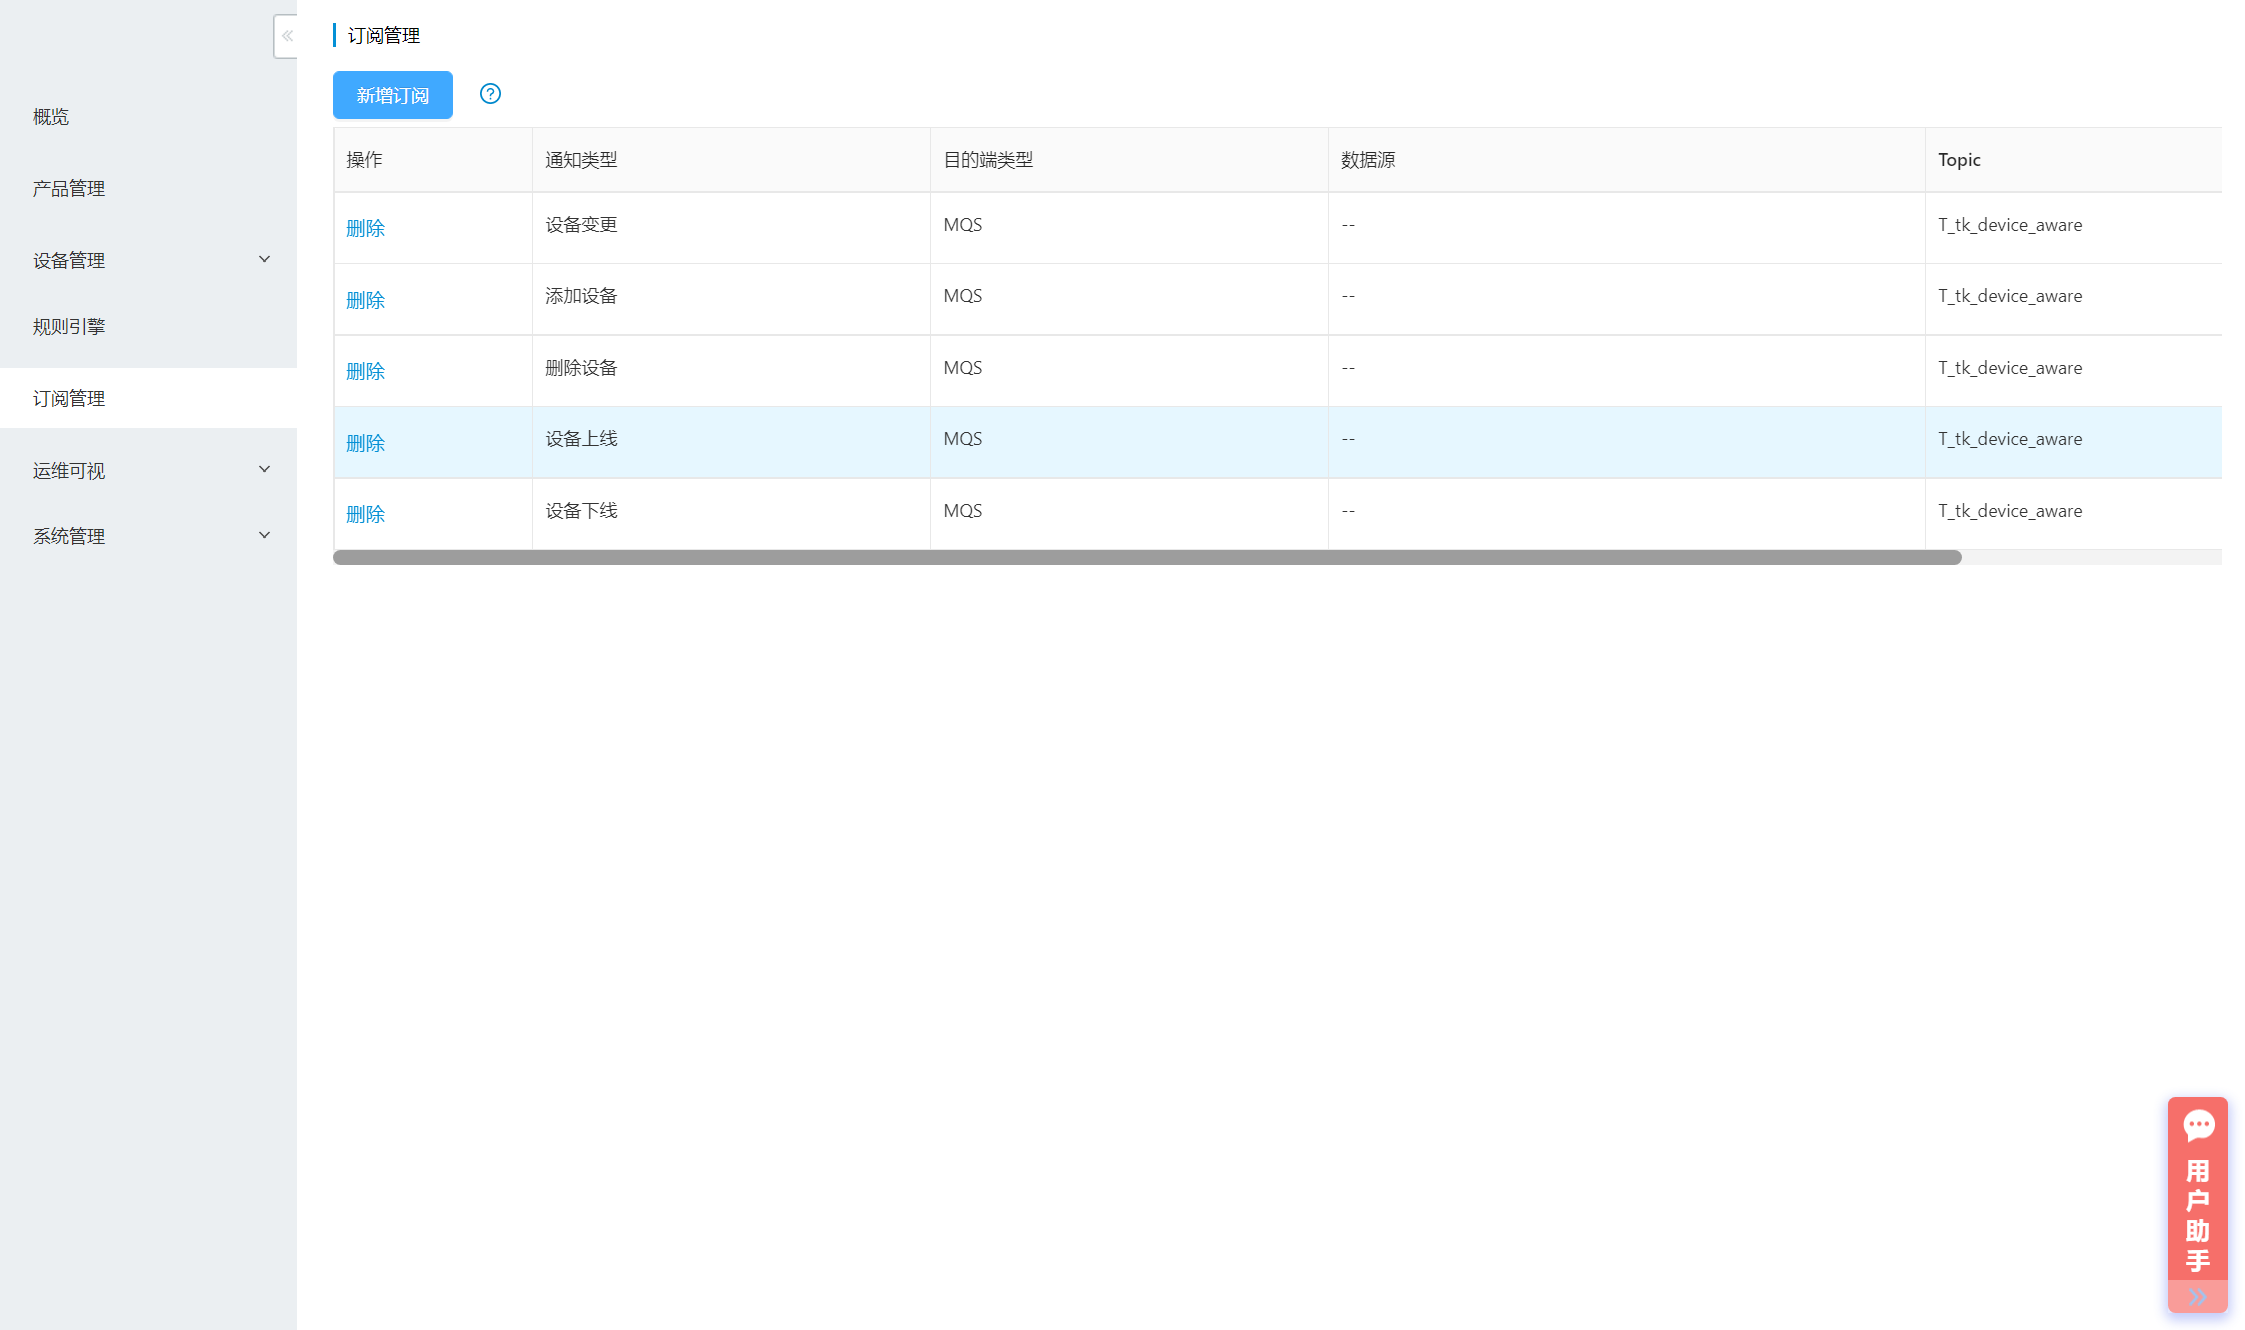 订阅管理
新增订阅
概览
产品管理
设备管理
规则引擎
订阅管理
运维可视
系统管理
操作 通知类型 目的端类型 数据源 Topic
删除 设备变更 MQS -- T_tk_device_aware
删除 添加设备 MQS -- T_tk_device_aware
删除 删除设备 MQS -- T_tk_device_aware
删除 设备上线 MQS -- T_tk_device_aware
删除 设备下线 MQS -- T_tk_device_aware
用户助手